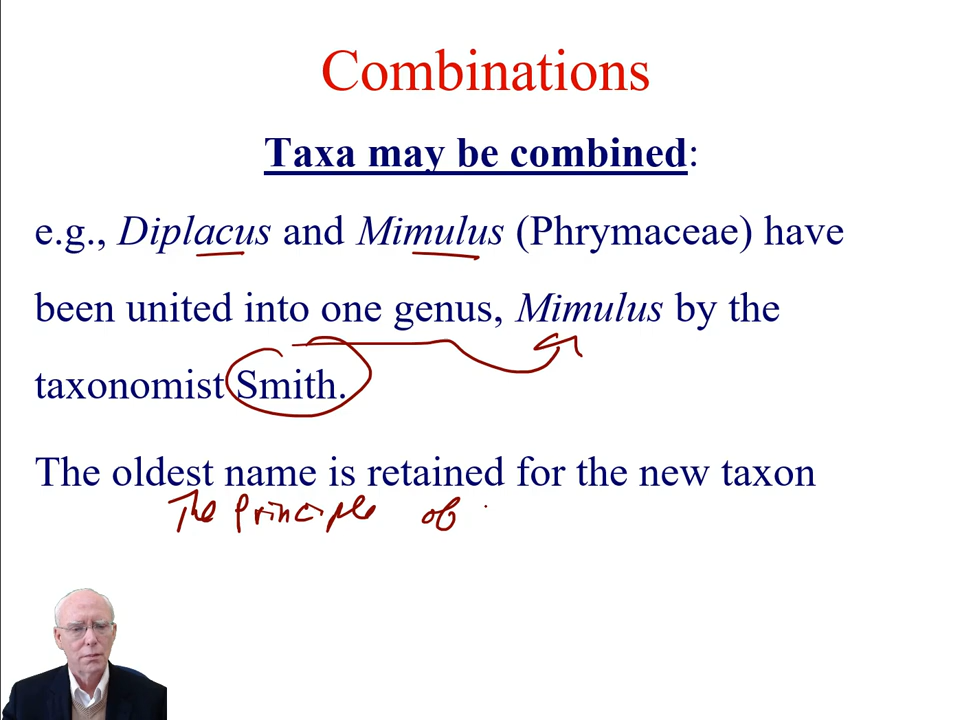 Combinations
Taxa may be combined:
e.g., Diplacus and Mimulus (Phrymaceae) have
been united into one genus, Mimulus by the
taxonomist Smith.
The oldest name is retained for the new taxon
The principle of